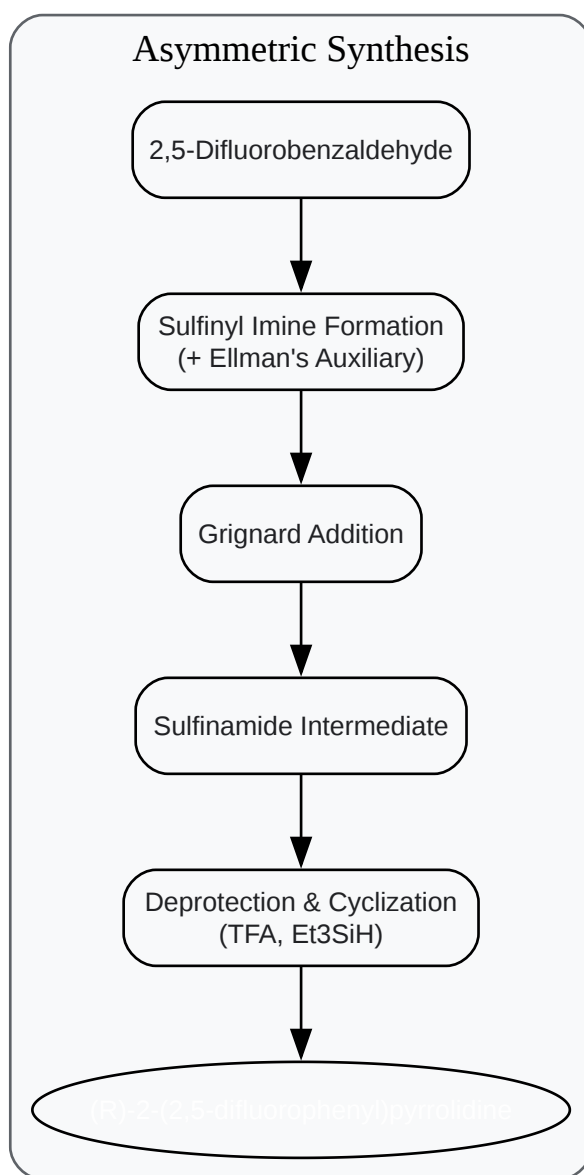 Asymmetric Synthesis
2,5-Difluorobenzaldehyde
Sulfinyl Imine Formation
(+ Ellman's Auxiliary)
Grignard Addition
Sulfinamide Intermediate
Deprotection & Cyclization
(TFA, Et3SiH)
(R)-2-(2,5-difluorophenyl)pyrrolidine